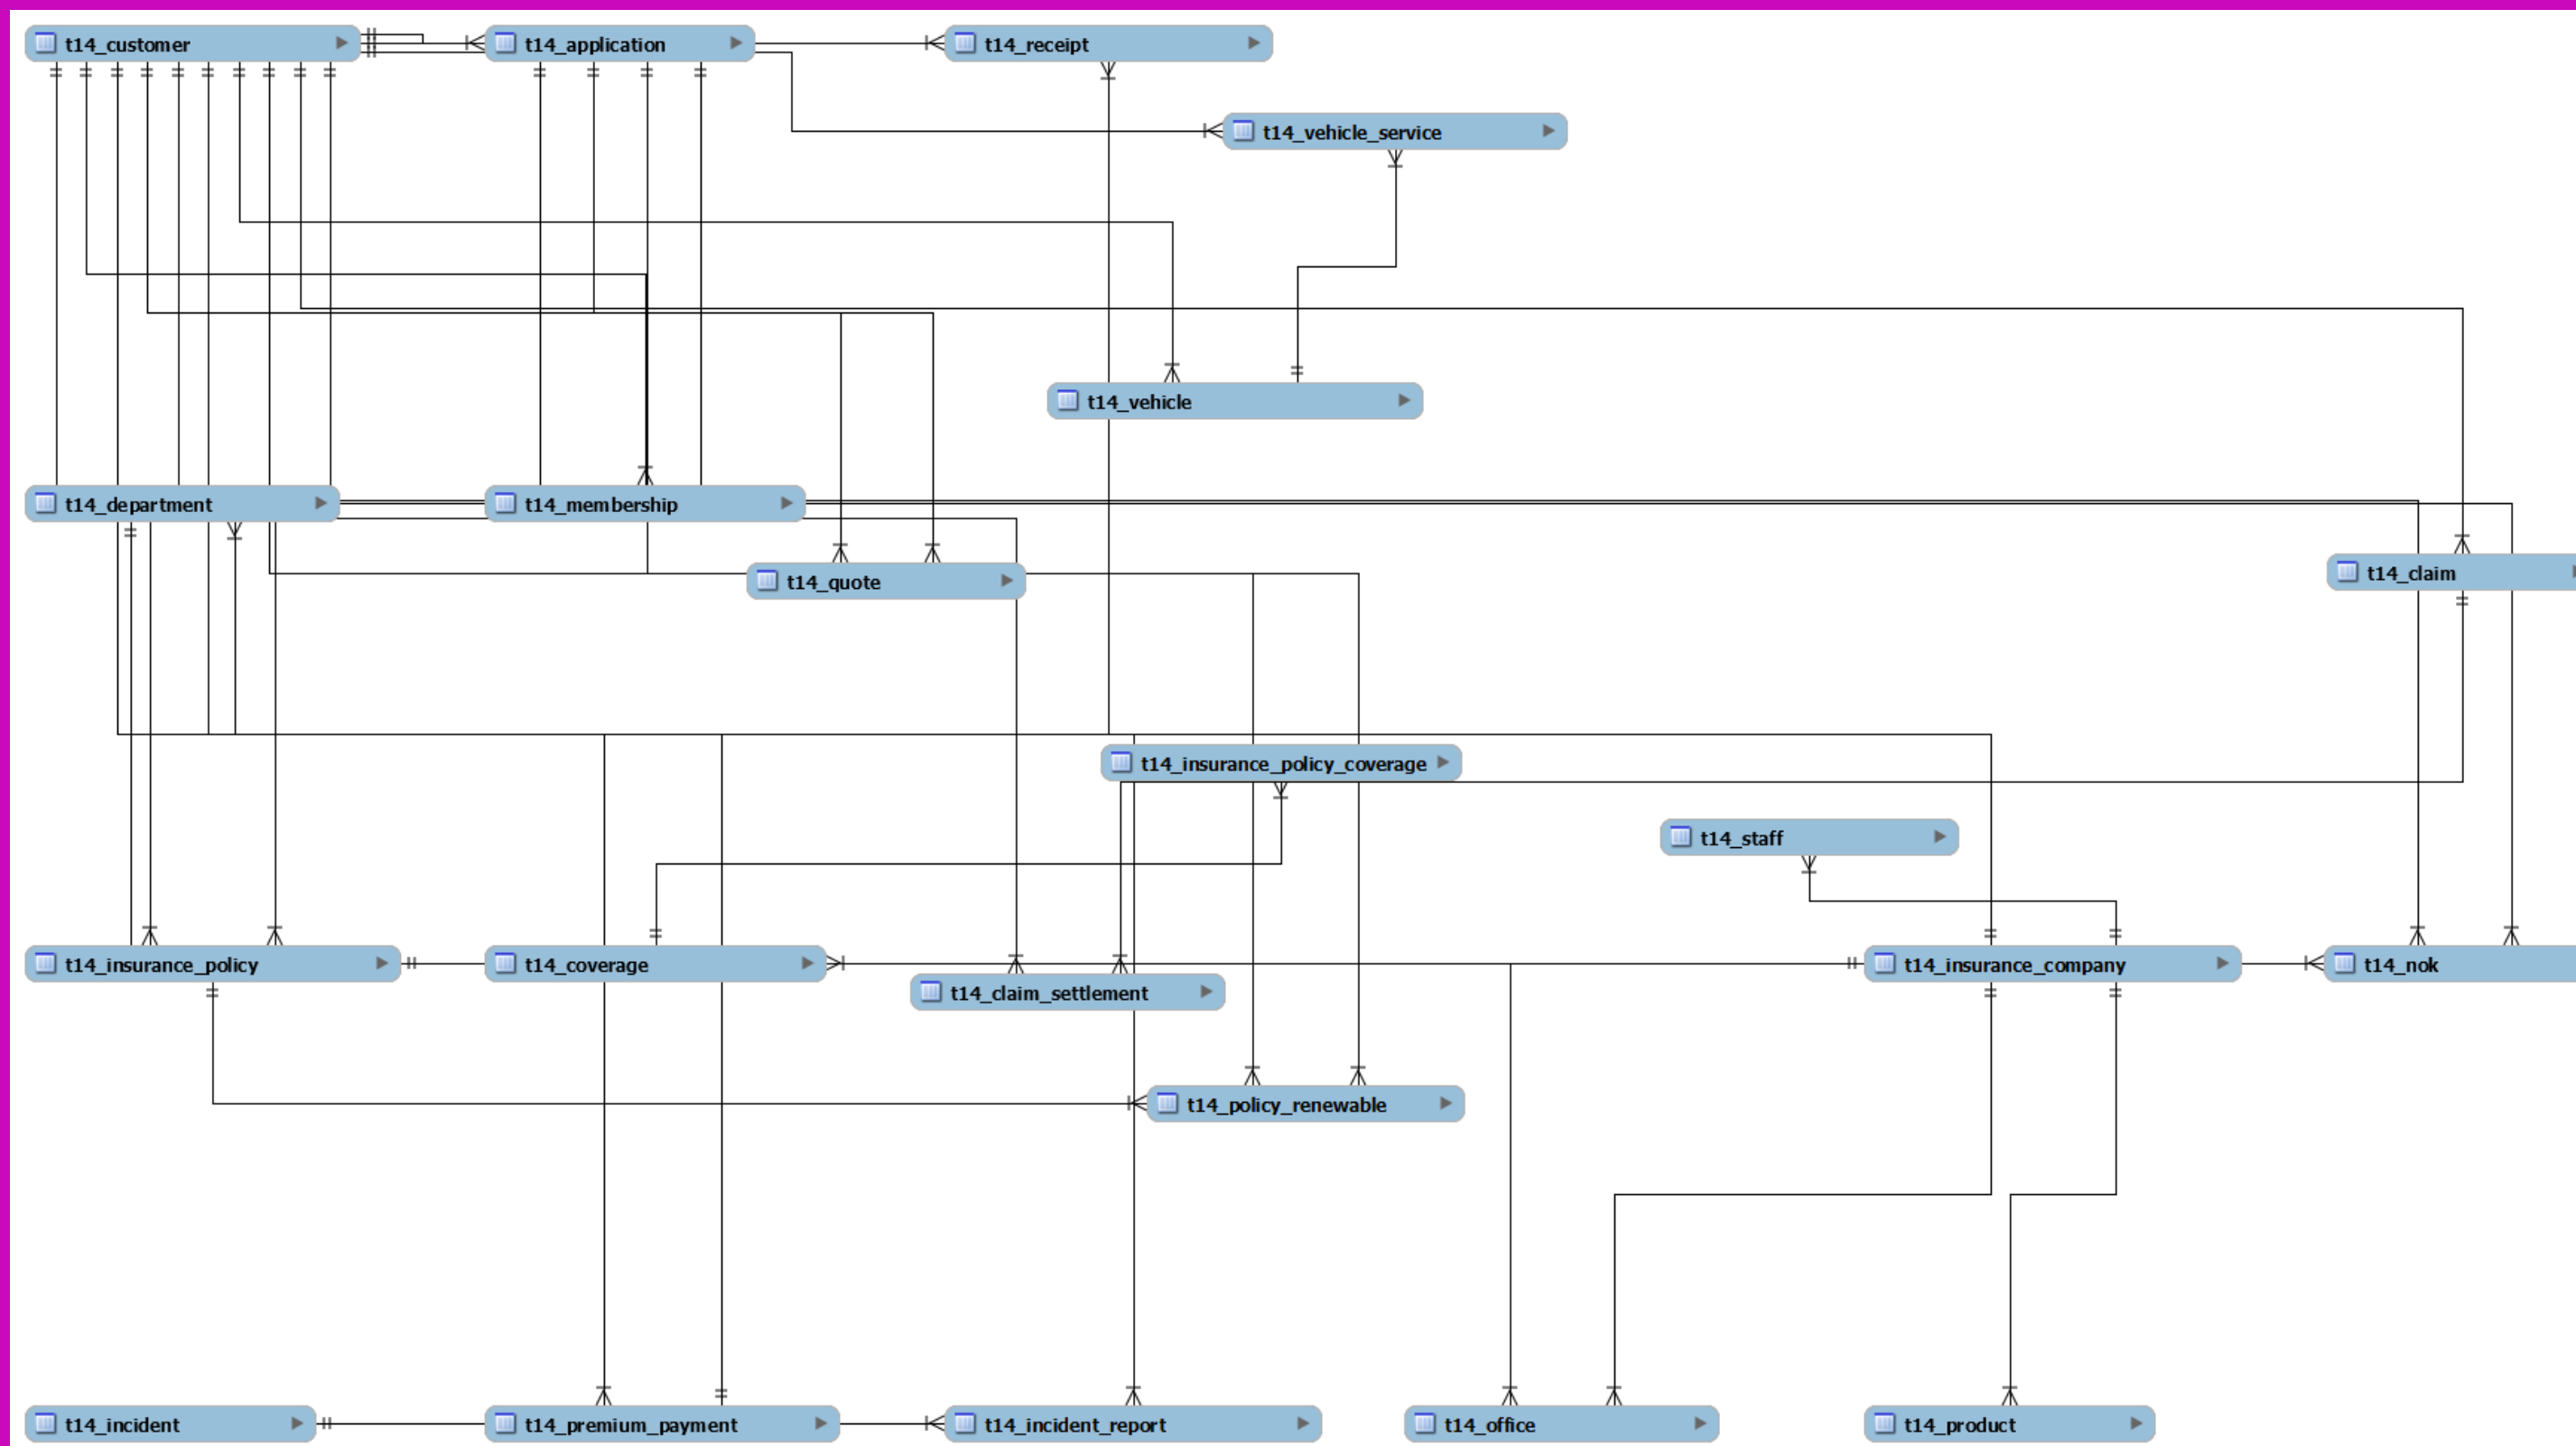 t14_customer
t14_application
t14_receipt
t14_vehicle_service
t14_vehicle
t14_department
t14_membership
t14_quote
t14_claim
t14_insurance_policy_coverage
t14_staff
t14_insurance_policy
t14_coverage
t14_claim_settlement
t14_insurance_company
t14_nok
t14_policy_renewable
t14_incident
t14_premium_payment
t14_incident_report
t14_office
t14_product